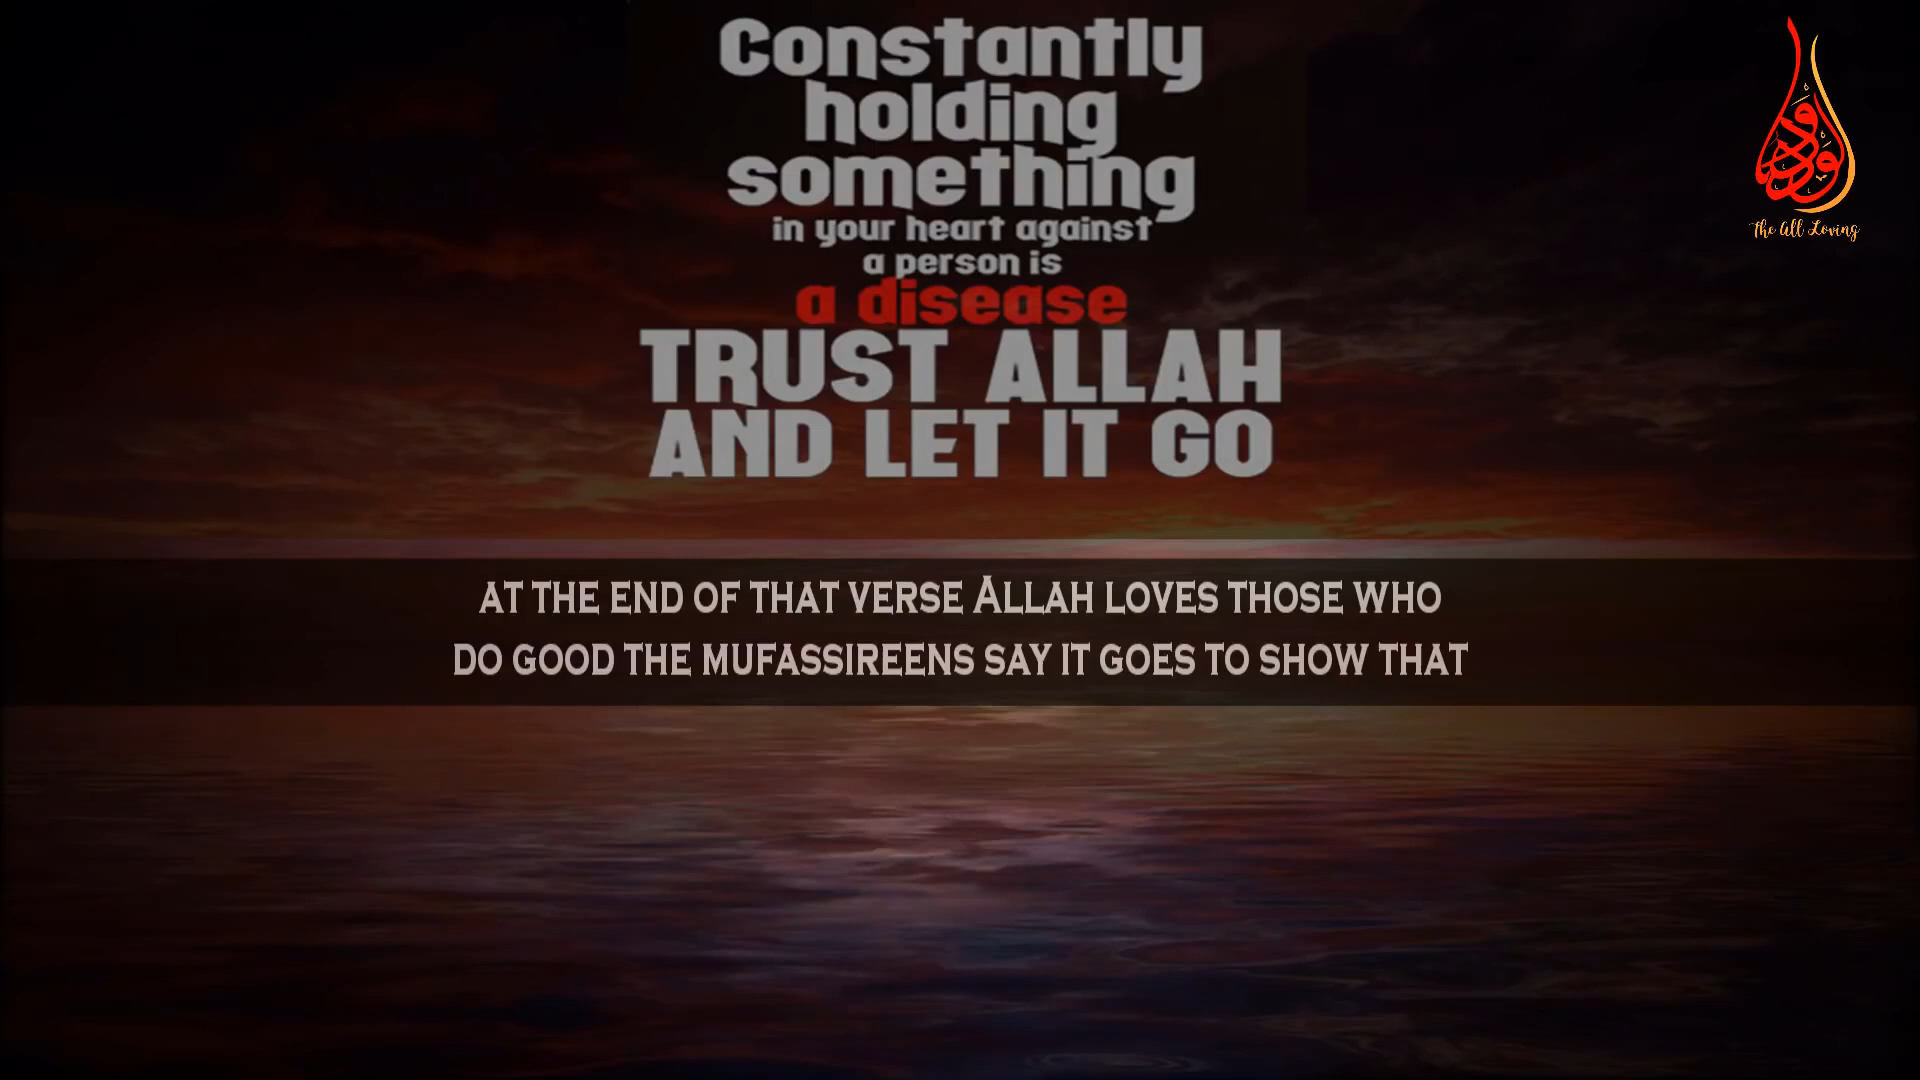 Constantly
holding
something
in your heart against
a person is
a disease
TRUST ALLAH
AND LET IT GO
الودود
The All Loving
AT THE END OF THAT VERSE ALLAH LOVES THOSE WHO
DO GOOD THE MUFASSIREENS SAY IT GOES TO SHOW THAT